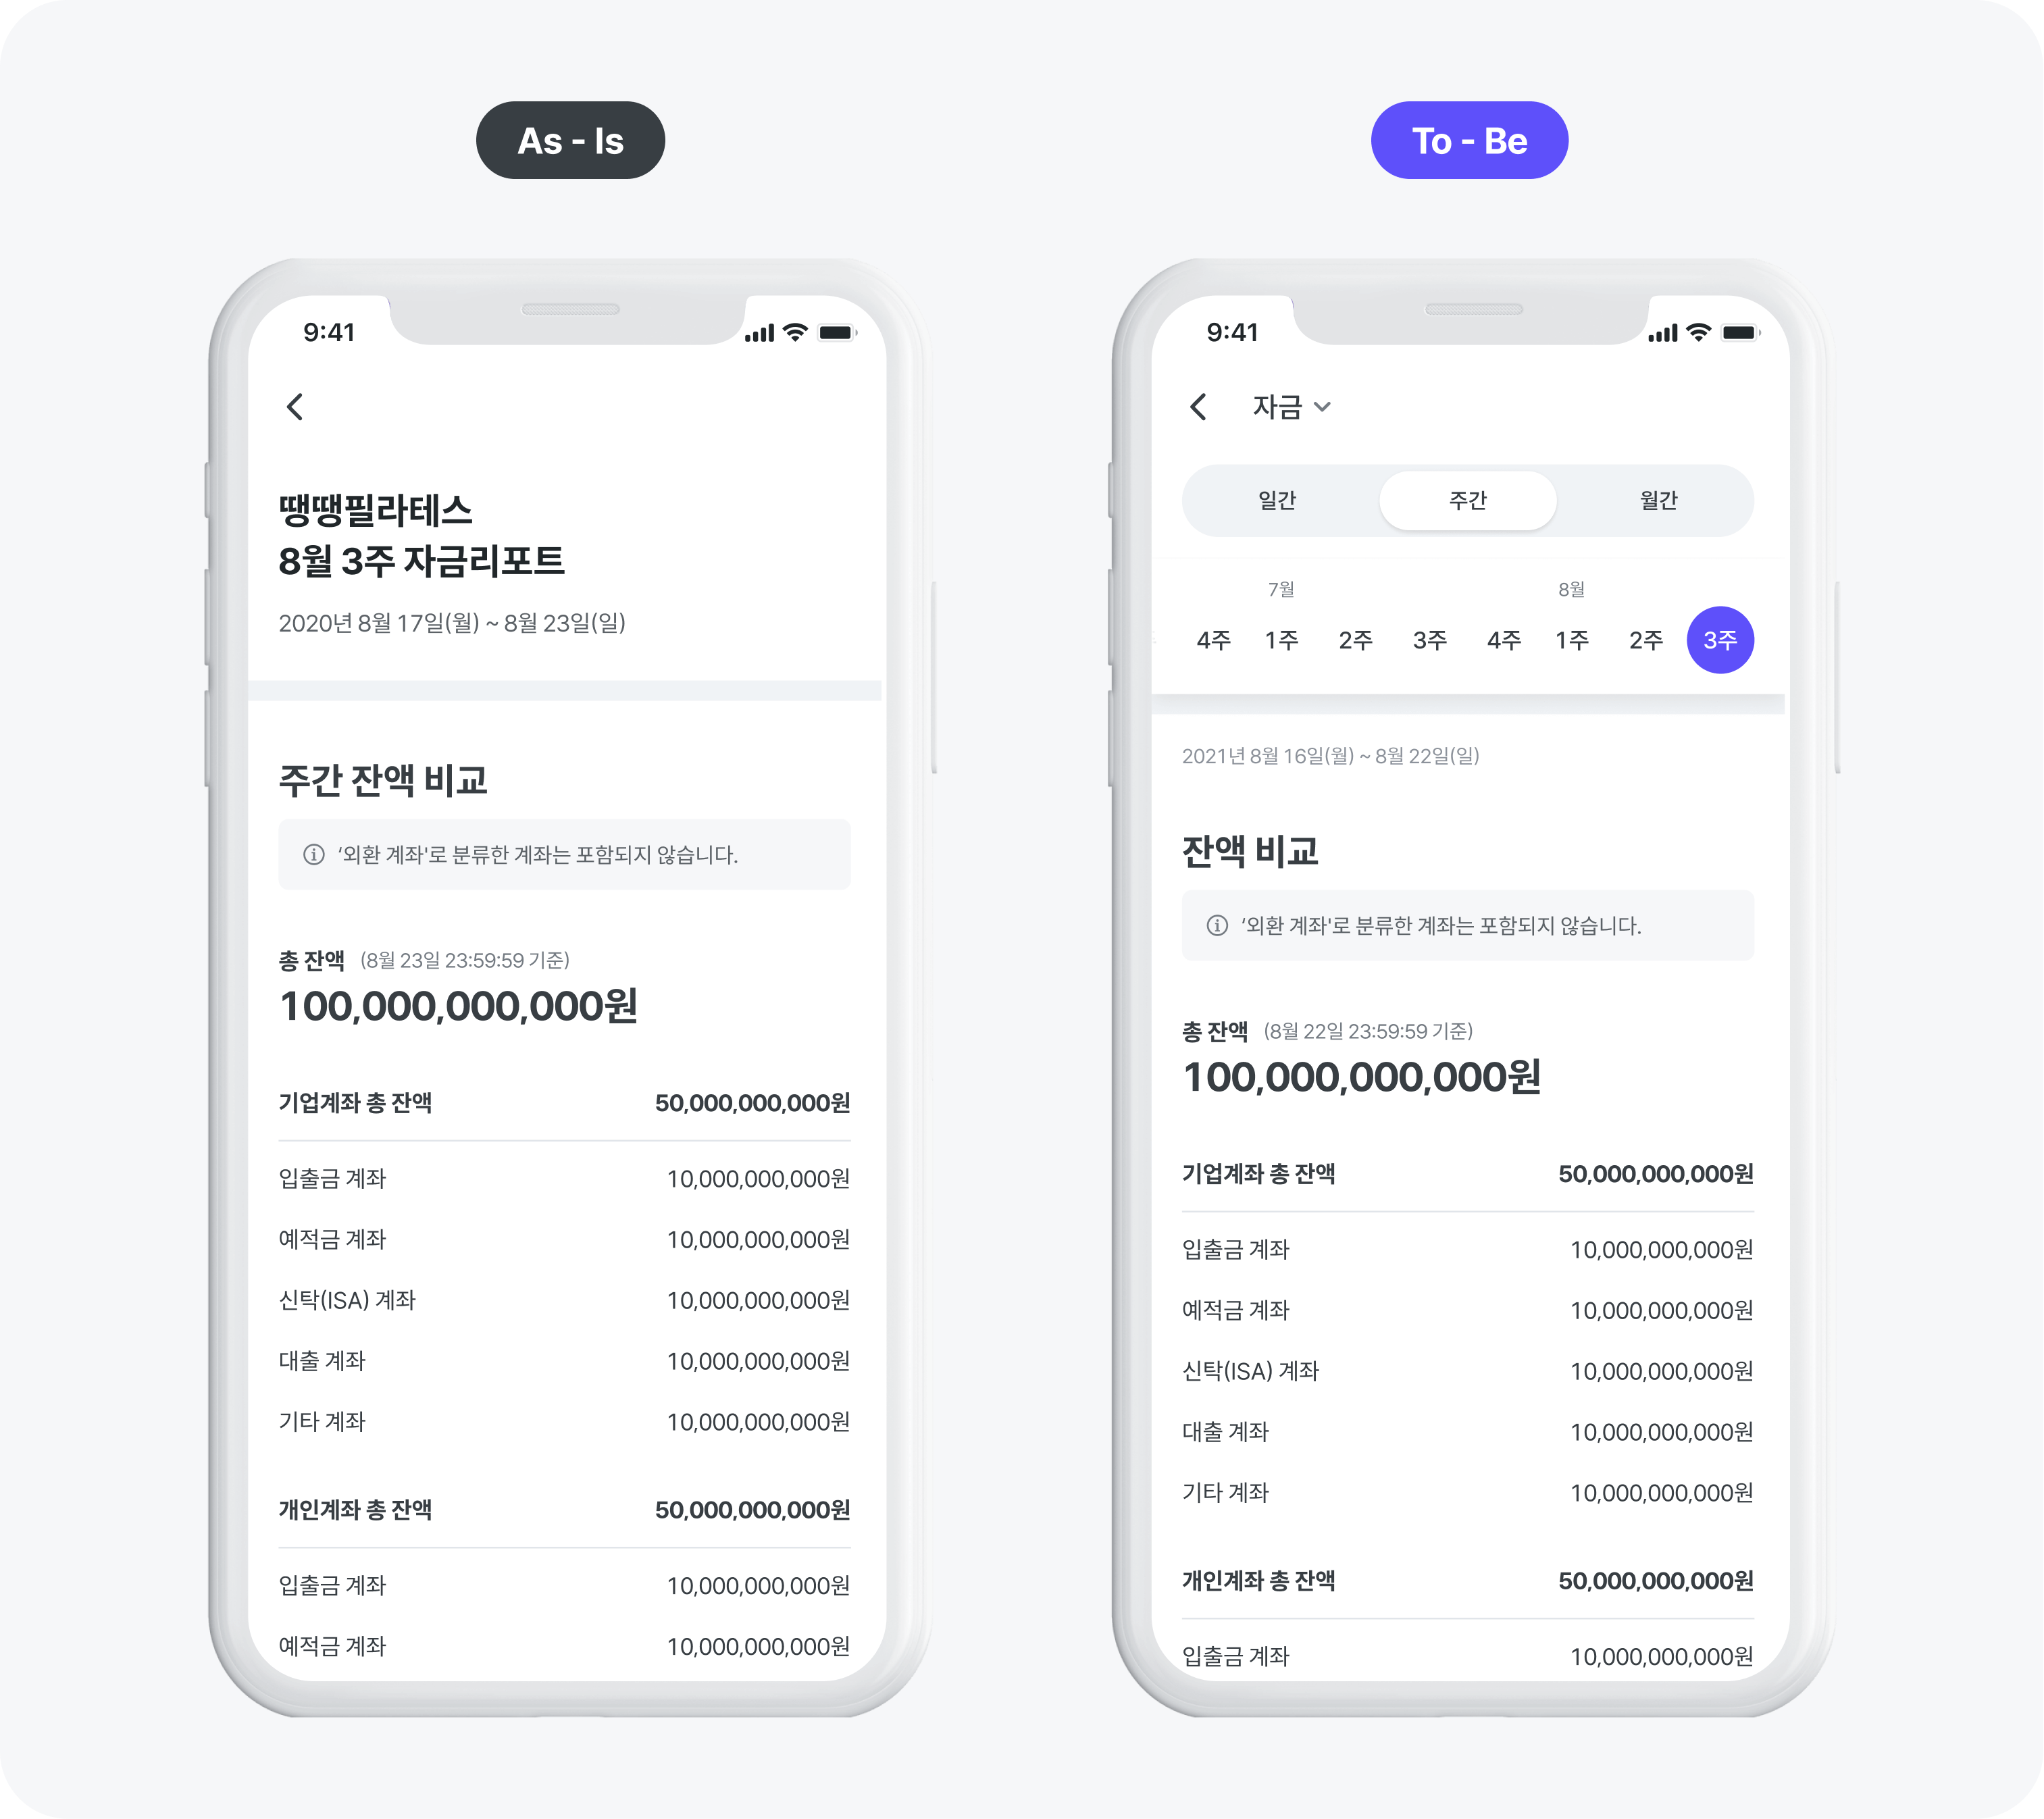 As - Is
9:41
땡땡필라테스
8월 3주 자금리포트
2020년 8월 17일(월) ~ 8월 23일(일)
주간 잔액 비교
‘외환 계좌'로 분류한 계좌는 포함되지 않습니다.
총 잔액 (8월 23일 23:59:59 기준)
100,000,000,000원
기업계좌 총 잔액 50,000,000,000원
입출금 계좌 10,000,000,000원
예적금 계좌 10,000,000,000원
신탁(ISA) 계좌 10,000,000,000원
대출 계좌 10,000,000,000원
기타 계좌 10,000,000,000원
개인계좌 총 잔액 50,000,000,000원
입출금 계좌 10,000,000,000원
예적금 계좌 10,000,000,000원
To - Be
9:41
자금
일간 주간 월간
7월 8월
4주 1주 2주 3주 4주 1주 2주 3주
2021년 8월 16일(월) ~ 8월 22일(일)
잔액 비교
‘외환 계좌'로 분류한 계좌는 포함되지 않습니다.
총 잔액 (8월 22일 23:59:59 기준)
100,000,000,000원
기업계좌 총 잔액 50,000,000,000원
입출금 계좌 10,000,000,000원
예적금 계좌 10,000,000,000원
신탁(ISA) 계좌 10,000,000,000원
대출 계좌 10,000,000,000원
기타 계좌 10,000,000,000원
개인계좌 총 잔액 50,000,000,000원
입출금 계좌 10,000,000,000원